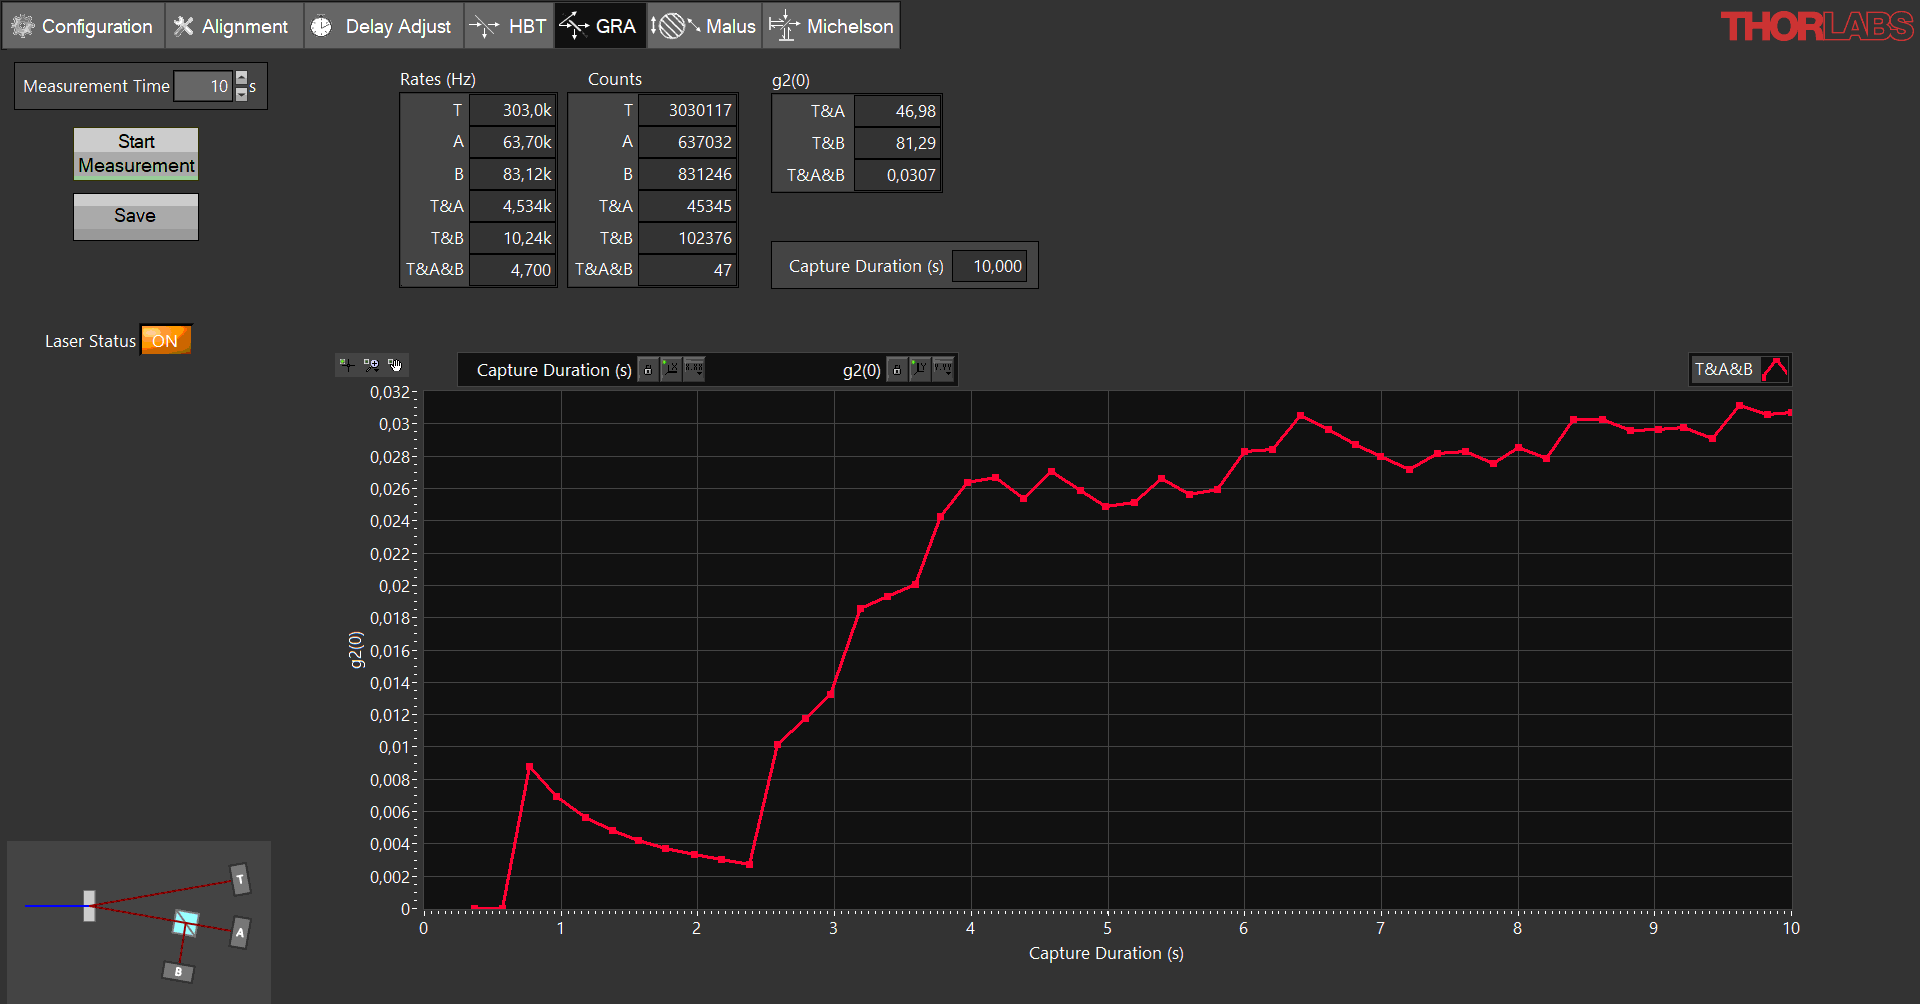 Configuration Alignment Delay Adjust HBT GRA Malus Michelson THORLABS
Measurement Time 10 s
Start
Measurement
Save
Laser Status ON
Rates (Hz)
T 303,0k
A 63,70k
B 83,12k
T&A 4,534k
T&B 10,24k
T&A&B 4,700
Counts
T 3030117
A 637032
B 831246
T&A 45345
T&B 102376
T&A&B 47
g2(0)
T&A 46,98
T&B 81,29
T&A&B 0,0307
Capture Duration (s) 10,000
Capture Duration (s) g2(0)
T&A&B
0,032
0,03
0,028
0,026
0,024
0,022
0,02
0,018
0,016
0,014
0,012
0,01
0,008
0,006
0,004
0,002
0
g2(0)
0 1 2 3 4 5 6 7 8 9 10
Capture Duration (s)
T
A
B